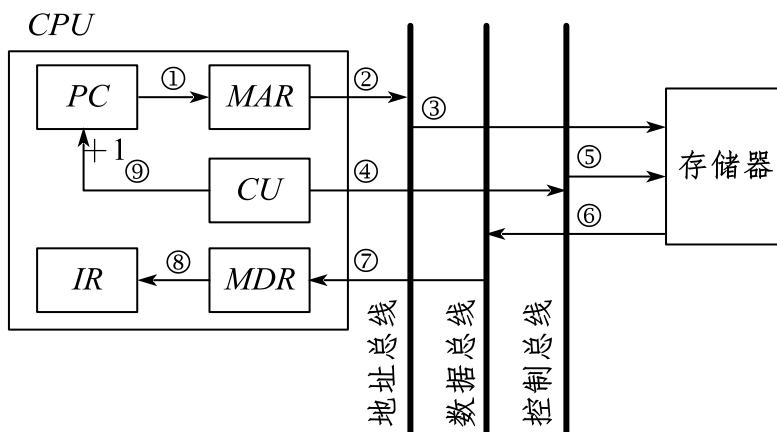 CPU
PC
①
MAR
②
③
+1
⑨
CU
④
⑤
存储器
⑥
IR
⑧
MDR
⑦
地址总线
数据总线
控制总线